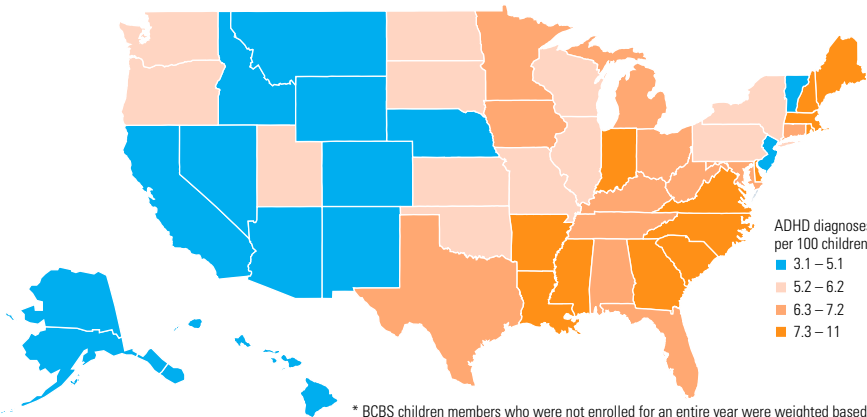 ADHD diagnoses
per 100 children
3.1 – 5.1
5.2 – 6.2
6.3 – 7.2
7.3 – 11
* BCBS children members who were not enrolled for an entire year were weighted based